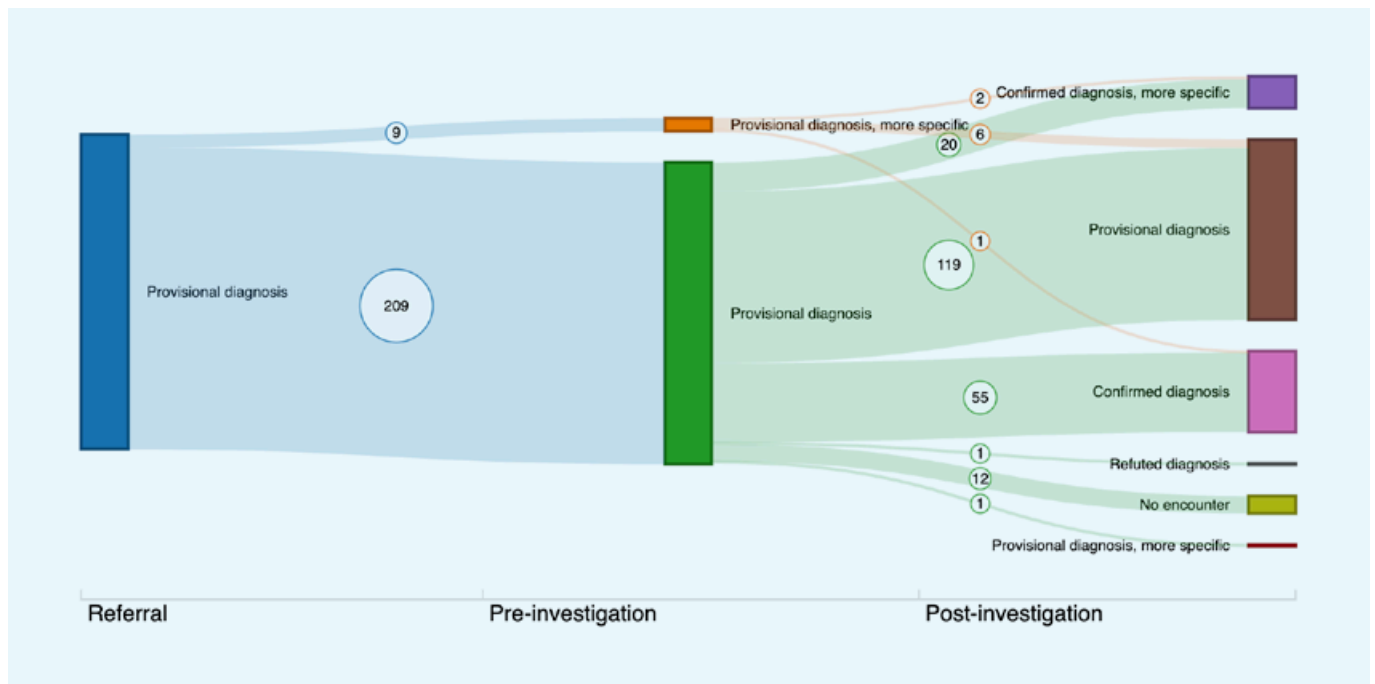 2
Confirmed diagnosis, more specific
9
Provisional diagnosis, more specific
6
20
Provisional diagnosis
1
119
Provisional diagnosis
209
Provisional diagnosis
55
Confirmed diagnosis
1
Refuted diagnosis
12
No encounter
1
Provisional diagnosis, more specific
Referral
Pre-investigation
Post-investigation